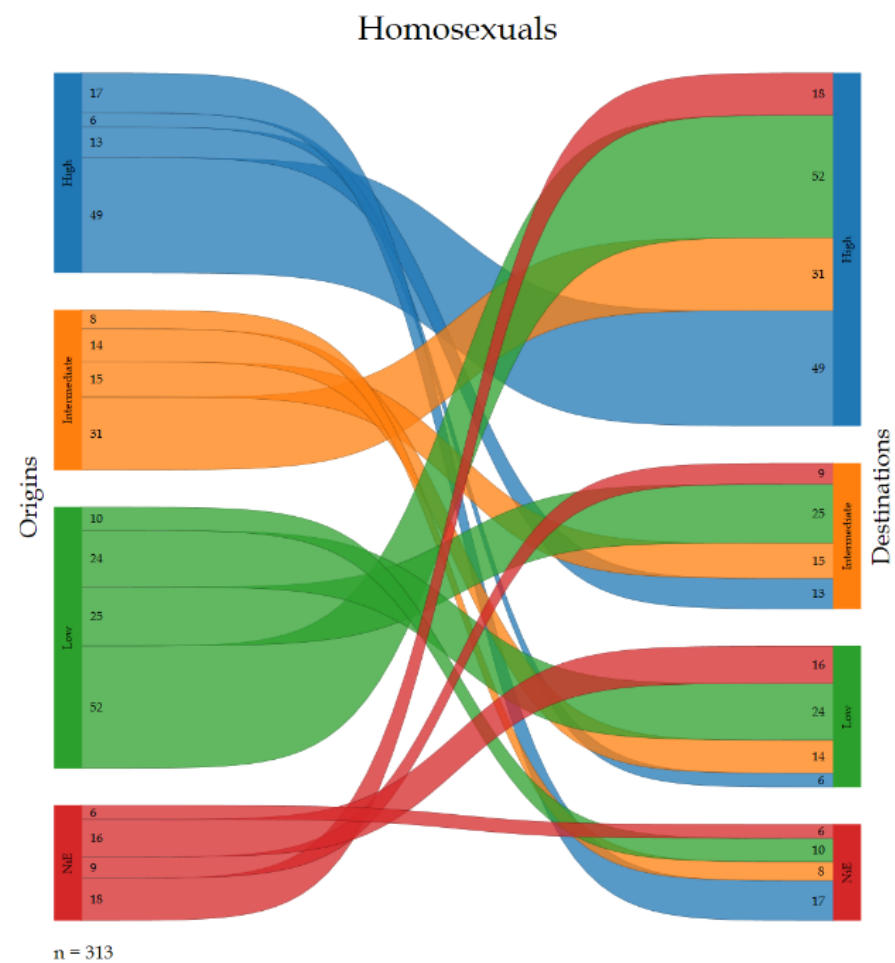 Homosexuals
Origins
High
17
6
13
49
Intermediate
8
14
15
31
Low
10
24
25
52
NiE
6
16
9
18
Destinations
High
18
52
31
49
Intermediate
9
25
15
13
Low
16
24
14
6
NiE
6
10
8
17
n = 313